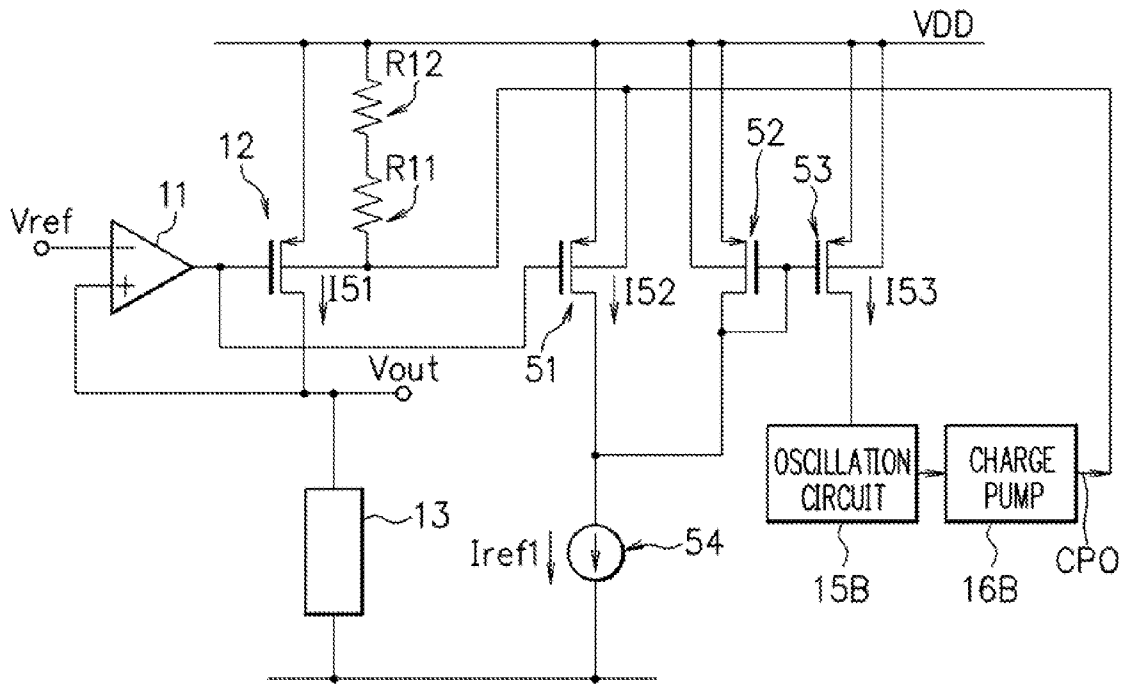 VDD
R12
R11
12
11
Vref
−
+
I51
I52
51
52
53
I53
Vout
13
Iref1
54
OSCILLATION
CIRCUIT
CHARGE
PUMP
15B
16B
CPO